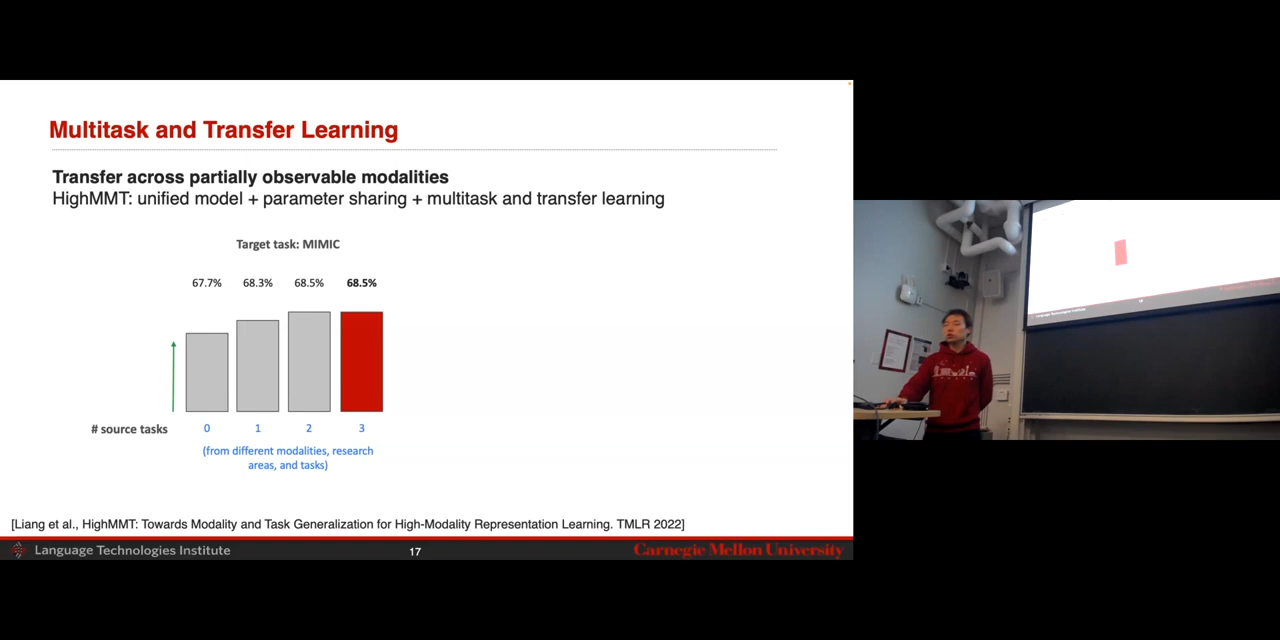 Multitask and Transfer Learning
Transfer across partially observable modalities
HighMMT: unified model + parameter sharing + multitask and transfer learning
Target task: MIMIC
67.7% 68.3% 68.5% 68.5%
# source tasks 0 1 2 3
(from different modalities, research
areas, and tasks)
[Liang et al., HighMMT: Towards Modality and Task Generalization for High-Modality Representation Learning. TMLR 2022]
Language Technologies Institute 17 Carnegie Mellon University